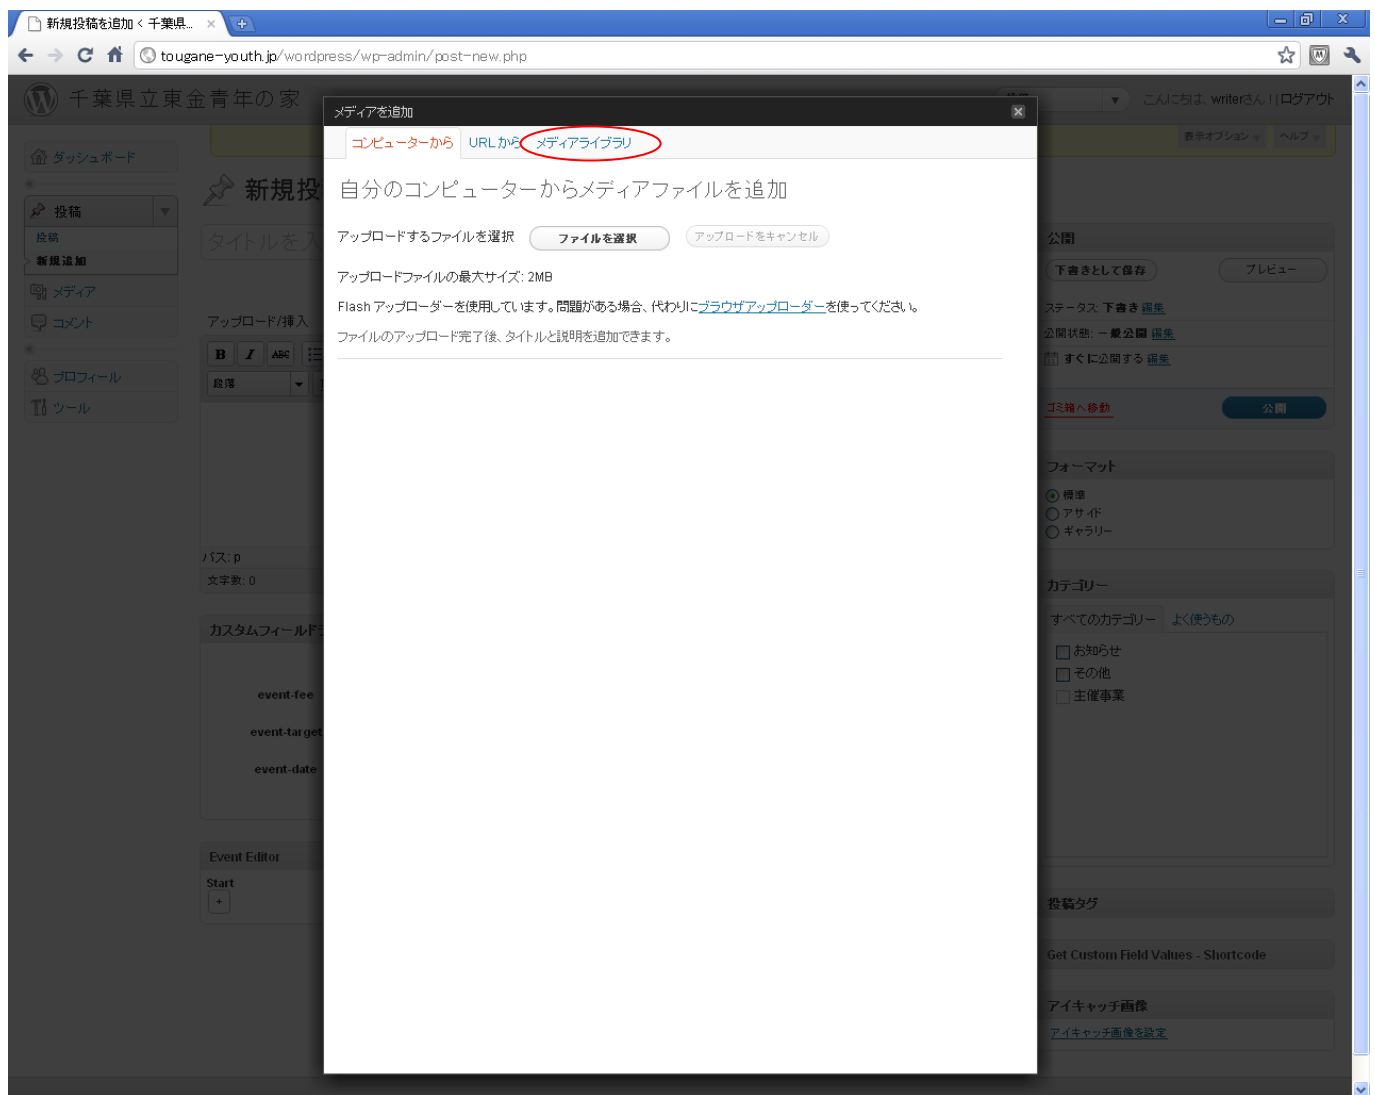 新規投稿を追加 < 千葉県...
tougane-youth.jp/wordpress/wp-admin/post-new.php
千葉県立東金青年の家
こんにちは、writerさん! | ログアウト
表示オプション
ヘルプ
メディアを追加
コンピューターから
URLから
メディアライブラリ
自分のコンピューターからメディアファイルを追加
アップロードするファイルを選択
ファイルを選択
アップロードをキャンセル
アップロードファイルの最大サイズ: 2MB
Flash アップローダーを使用しています。問題がある場合、代わりにブラウザアップローダーを使ってください。
ファイルのアップロード完了後、タイトルと説明を追加できます。
ダッシュボード
投稿
投稿
新規追加
メディア
コメント
プロフィール
ツール
新規投
タイトルを入
アップロード/挿入
B I ABC
段落
パス: p
文字数: 0
カスタムフィールド
event-fee
event-target
event-date
Event Editor
Start
+
公開
下書きとして保存
プレビュー
ステータス: 下書き 編集
公開状態: 一般公開 編集
すぐに公開する 編集
ゴミ箱へ移動
公開
フォーマット
標準
アサイド
ギャラリー
カテゴリー
すべてのカテゴリー
よく使うもの
お知らせ
その他
主催事業
投稿タグ
Get Custom Field Values - Shortcode
アイキャッチ画像
アイキャッチ画像を設定